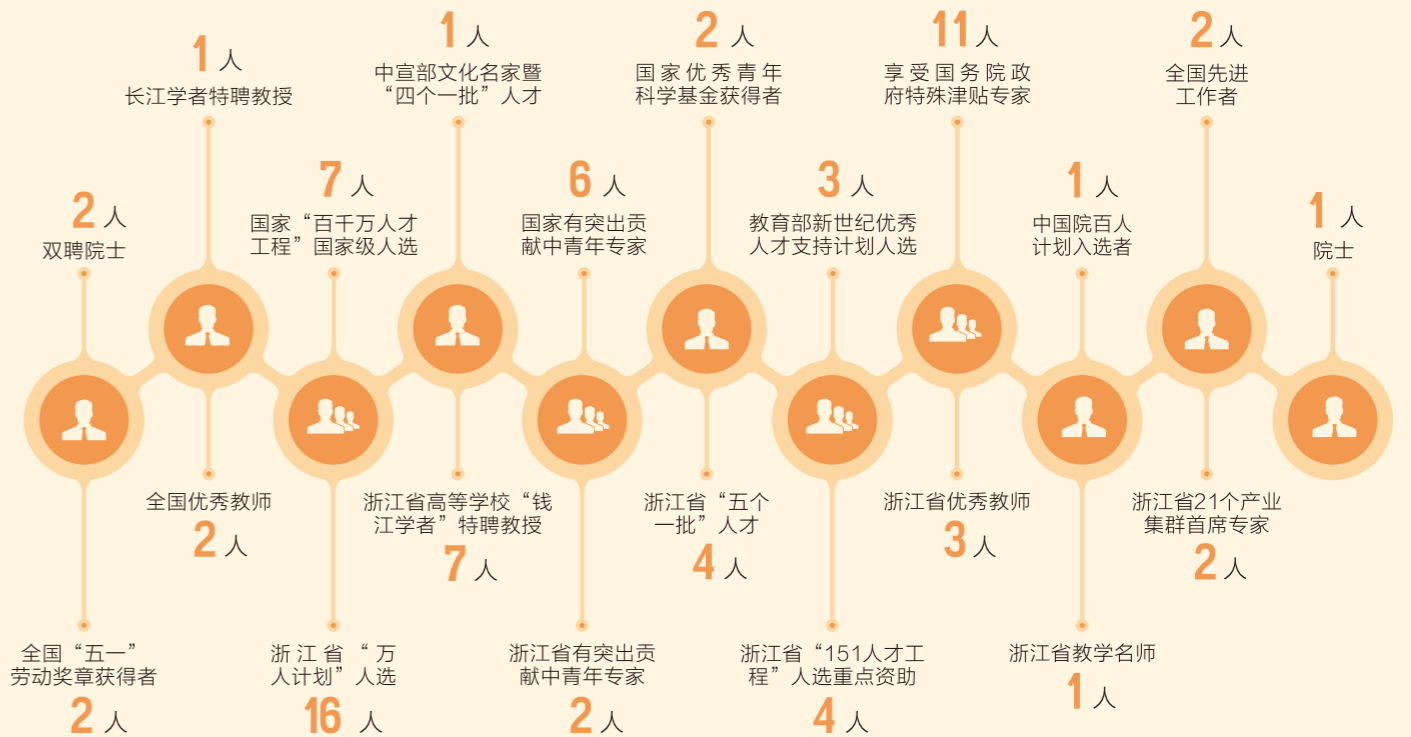 1 人
长江学者特聘教授
1 人
中宣部文化名家暨
“四个一批”人才
2 人
国家优秀青年
科学基金获得者
11 人
享受国务院政
府特殊津贴专家
2 人
全国先进
工作者
2 人
双聘院士
7 人
国家“百千万人才
工程”国家级人选
6 人
国家有突出贡
献中青年专家
3 人
教育部新世纪优秀
人才支持计划人选
1 人
中国院百人
计划入选者
1 人
院士
全国优秀教师
2 人
浙江省高等学校“钱
江学者”特聘教授
7 人
浙江省“五个
一批”人才
4 人
浙江省优秀教师
3 人
浙江省21个产业
集群首席专家
2 人
全国“五一”
劳动奖章获得者
2 人
浙江省“万
人计划”人选
16 人
浙江省有突出贡
献中青年专家
2 人
浙江省“151人才工
程”人选重点资助
4 人
浙江省教学名师
1 人